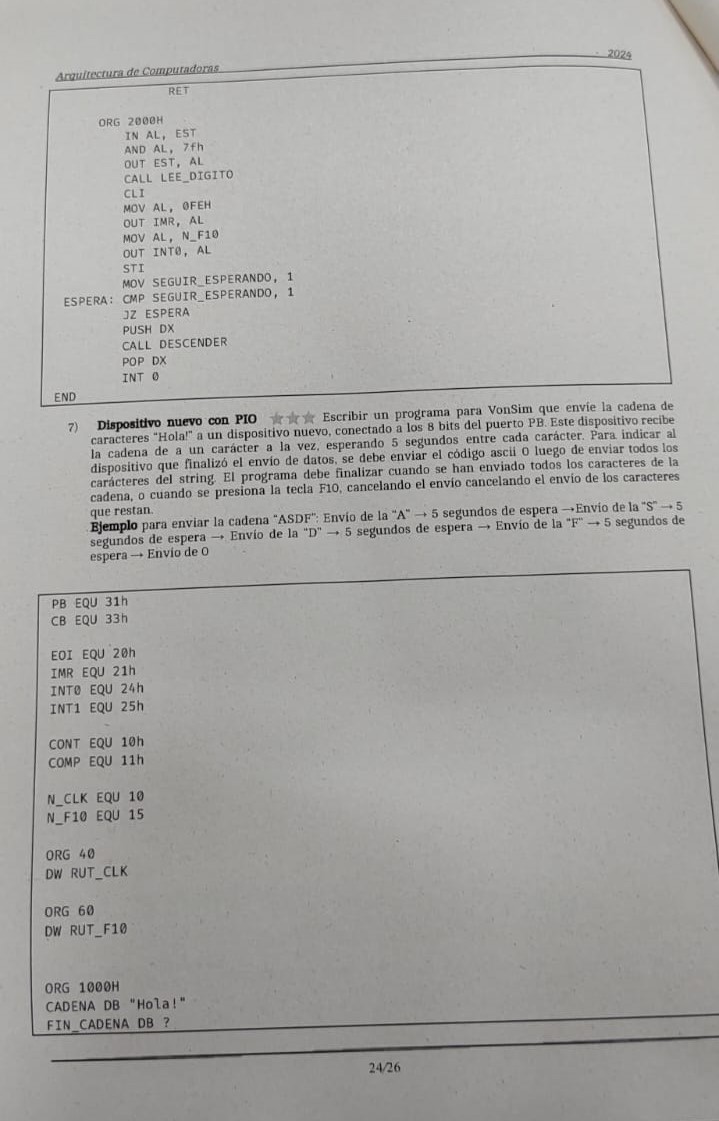 Arquitectura de Computadoras
2024
RET
ORG 2000H
IN AL, EST
AND AL, 7fh
OUT EST, AL
CALL LEE_DIGITO
CLI
MOV AL, 0FEH
OUT IMR, AL
MOV AL, N_F10
OUT INT0, AL
STI
MOV SEGUIR_ESPERANDO, 1
ESPERA: CMP SEGUIR_ESPERANDO, 1
JZ ESPERA
PUSH DX
CALL DESCENDER
POP DX
INT 0
END
7) Dispositivo nuevo con PIO ★★★ Escribir un programa para VonSim que envíe la cadena de
caracteres "Hola!" a un dispositivo nuevo, conectado a los 8 bits del puerto PB. Este dispositivo recibe
la cadena de a un carácter a la vez, esperando 5 segundos entre cada carácter. Para indicar al
dispositivo que finalizó el envío de datos, se debe enviar el código ascii 0 luego de enviar todos los
carácteres del string. El programa debe finalizar cuando se han enviado todos los caracteres de la
cadena, o cuando se presiona la tecla F10, cancelando el envío cancelando el envío de los caracteres
que restan.
Ejemplo para enviar la cadena "ASDF": Envío de la "A" → 5 segundos de espera →Envío de la "S" → 5
segundos de espera → Envío de la "D" → 5 segundos de espera → Envío de la "F" → 5 segundos de
espera → Envío de 0
PB EQU 31h
CB EQU 33h
EOI EQU 20h
IMR EQU 21h
INT0 EQU 24h
INT1 EQU 25h
CONT EQU 10h
COMP EQU 11h
N_CLK EQU 10
N_F10 EQU 15
ORG 40
DW RUT_CLK
ORG 60
DW RUT_F10
ORG 1000H
CADENA DB "Hola!"
FIN_CADENA DB ?
24/26